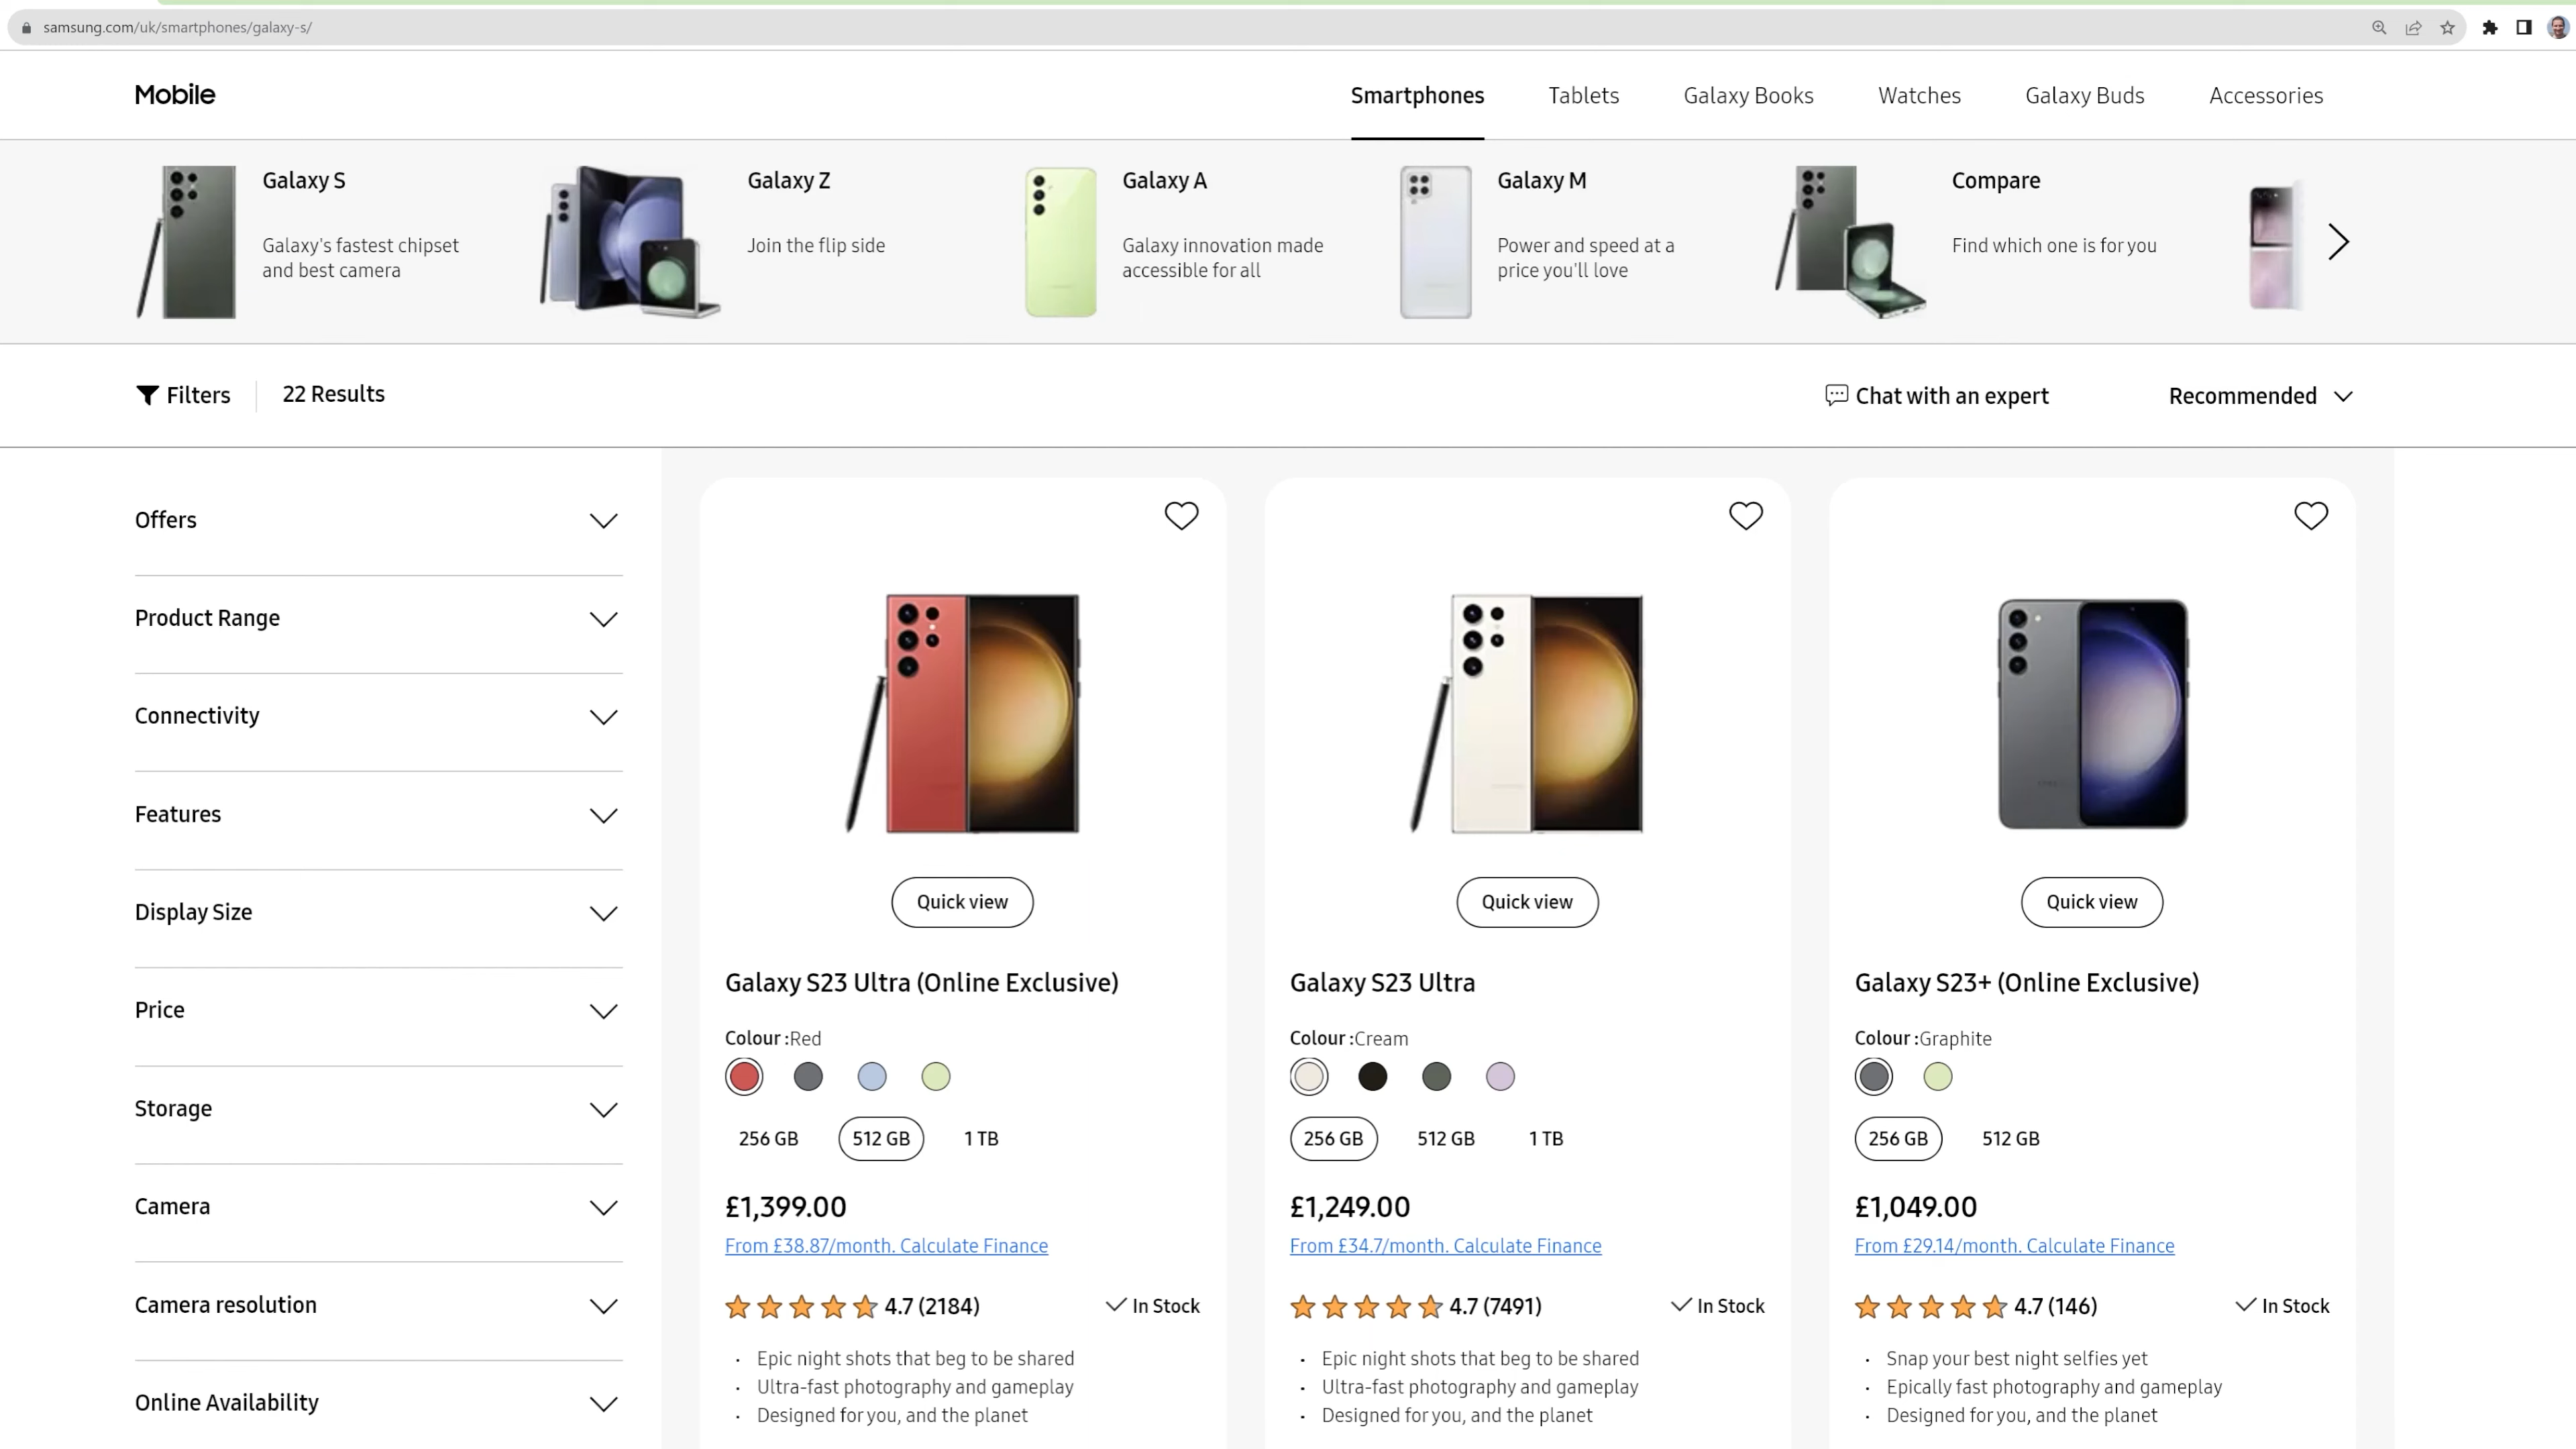 samsung.com/uk/smartphones/galaxy-s/
Mobile
Smartphones
Tablets
Galaxy Books
Watches
Galaxy Buds
Accessories
Galaxy S
Galaxy's fastest chipset
and best camera
Galaxy Z
Join the flip side
Galaxy A
Galaxy innovation made
accessible for all
Galaxy M
Power and speed at a
price you'll love
Compare
Find which one is for you
Filters
22 Results
Chat with an expert
Recommended
Offers
Product Range
Connectivity
Features
Display Size
Price
Storage
Camera
Camera resolution
Online Availability
Quick view
Galaxy S23 Ultra (Online Exclusive)
Colour :Red
256 GB
512 GB
1 TB
£1,399.00
From £38.87/month. Calculate Finance
4.7 (2184)
In Stock
· Epic night shots that beg to be shared
· Ultra-fast photography and gameplay
· Designed for you, and the planet
Quick view
Galaxy S23 Ultra
Colour :Cream
256 GB
512 GB
1 TB
£1,249.00
From £34.7/month. Calculate Finance
4.7 (7491)
In Stock
· Epic night shots that beg to be shared
· Ultra-fast photography and gameplay
· Designed for you, and the planet
Quick view
Galaxy S23+ (Online Exclusive)
Colour :Graphite
256 GB
512 GB
£1,049.00
From £29.14/month. Calculate Finance
4.7 (146)
In Stock
· Snap your best night selfies yet
· Epically fast photography and gameplay
· Designed for you, and the planet